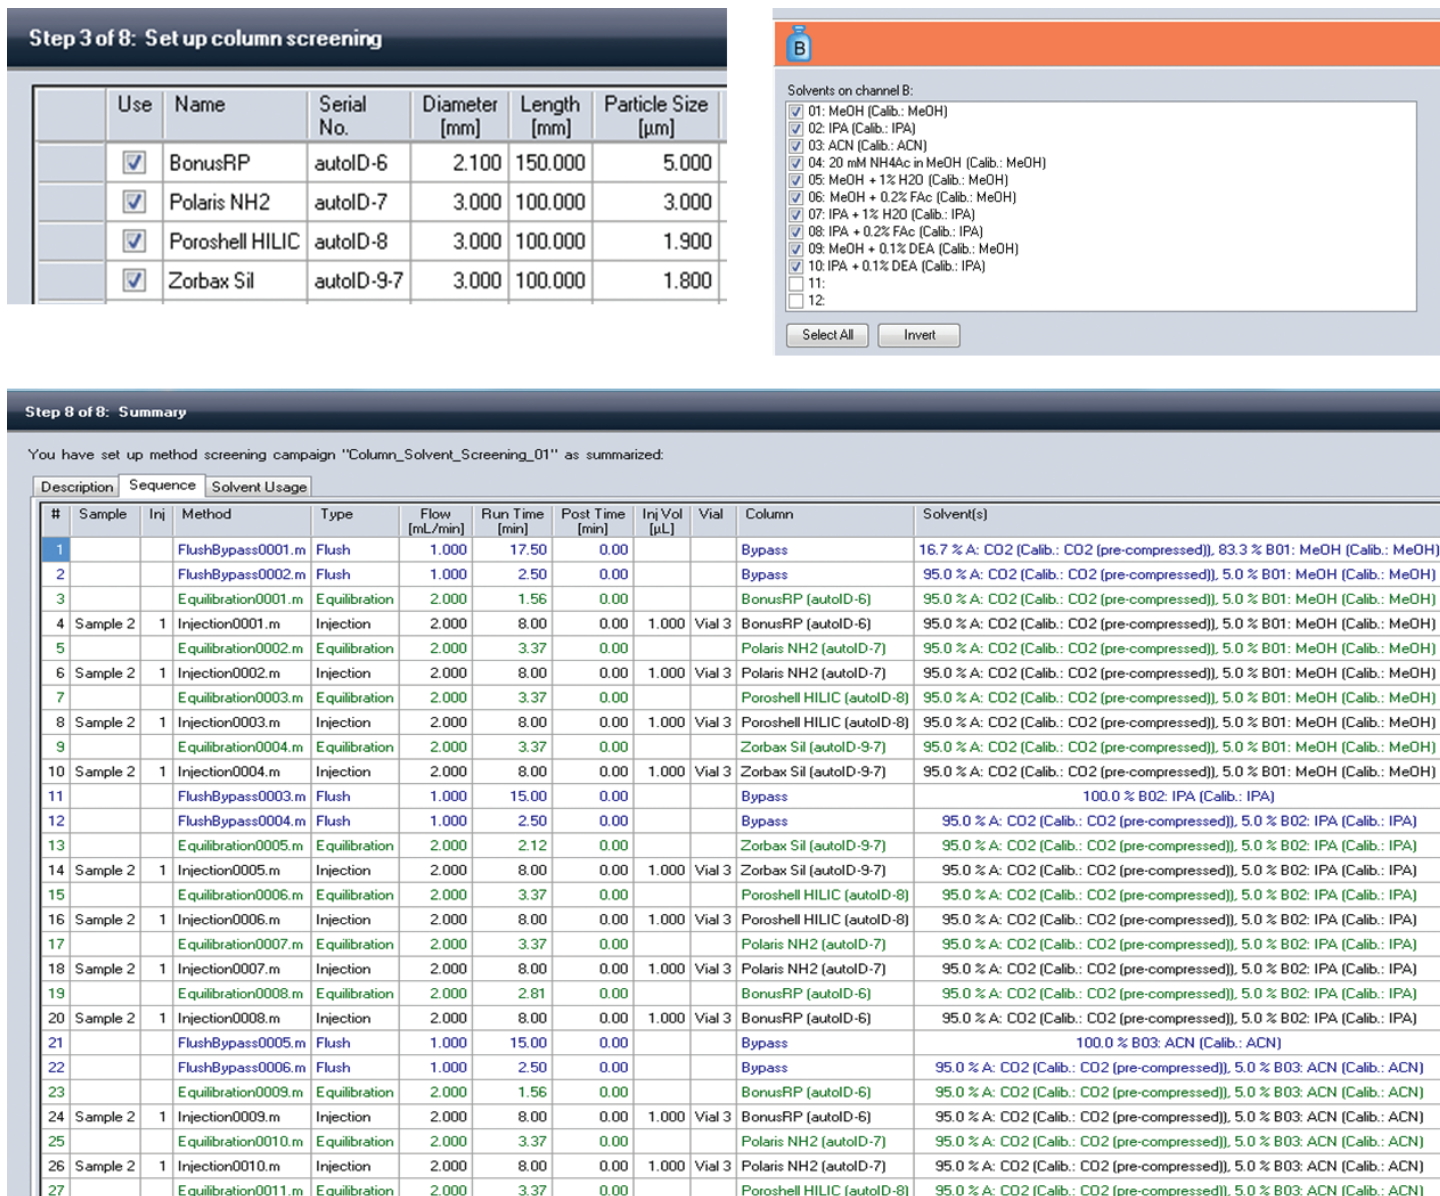 Step 3 of 8: Set up column screening
Use Name Serial No. Diameter [mm] Length [mm] Particle Size [µm]
BonusRP autoID-6 2.100 150.000 5.000
Polaris NH2 autoID-7 3.000 100.000 3.000
Poroshell HILIC autoID-8 3.000 100.000 1.900
Zorbax Sil autoID-9-7 3.000 100.000 1.800
B
Solvents on channel B:
01: MeOH (Calib.: MeOH)
02: IPA (Calib.: IPA)
03: ACN (Calib.: ACN)
04: 20 mM NH4Ac in MeOH (Calib.: MeOH)
05: MeOH + 1% H2O (Calib.: MeOH)
06: MeOH + 0.2% FAc (Calib.: MeOH)
07: IPA + 1% H2O (Calib.: IPA)
08: IPA + 0.2% FAc (Calib.: IPA)
09: MeOH + 0.1% DEA (Calib.: MeOH)
10: IPA + 0.1% DEA (Calib.: IPA)
11:
12:
Select All Invert
Step 8 of 8: Summary
You have set up method screening campaign "Column_Solvent_Screening_01" as summarized:
Description Sequence Solvent Usage
# Sample Inj Method Type Flow [mL/min] Run Time [min] Post Time [min] Inj Vol [µL] Vial Column Solvent(s)
1 FlushBypass0001.m Flush 1.000 17.50 0.00 Bypass 16.7 % A: CO2 (Calib.: CO2 (pre-compressed)), 83.3 % B01: MeOH (Calib.: MeOH)
2 FlushBypass0002.m Flush 1.000 2.50 0.00 Bypass 95.0 % A: CO2 (Calib.: CO2 (pre-compressed)), 5.0 % B01: MeOH (Calib.: MeOH)
3 Equilibration0001.m Equilibration 2.000 1.56 0.00 BonusRP (autoID-6) 95.0 % A: CO2 (Calib.: CO2 (pre-compressed)), 5.0 % B01: MeOH (Calib.: MeOH)
4 Sample 2 1 Injection0001.m Injection 2.000 8.00 0.00 1.000 Vial 3 BonusRP (autoID-6) 95.0 % A: CO2 (Calib.: CO2 (pre-compressed)), 5.0 % B01: MeOH (Calib.: MeOH)
5 Equilibration0002.m Equilibration 2.000 3.37 0.00 Polaris NH2 (autoID-7) 95.0 % A: CO2 (Calib.: CO2 (pre-compressed)), 5.0 % B01: MeOH (Calib.: MeOH)
6 Sample 2 1 Injection0002.m Injection 2.000 8.00 0.00 1.000 Vial 3 Polaris NH2 (autoID-7) 95.0 % A: CO2 (Calib.: CO2 (pre-compressed)), 5.0 % B01: MeOH (Calib.: MeOH)
7 Equilibration0003.m Equilibration 2.000 3.37 0.00 Poroshell HILIC (autoID-8) 95.0 % A: CO2 (Calib.: CO2 (pre-compressed)), 5.0 % B01: MeOH (Calib.: MeOH)
8 Sample 2 1 Injection0003.m Injection 2.000 8.00 0.00 1.000 Vial 3 Poroshell HILIC (autoID-8) 95.0 % A: CO2 (Calib.: CO2 (pre-compressed)), 5.0 % B01: MeOH (Calib.: MeOH)
9 Equilibration0004.m Equilibration 2.000 3.37 0.00 Zorbax Sil (autoID-9-7) 95.0 % A: CO2 (Calib.: CO2 (pre-compressed)), 5.0 % B01: MeOH (Calib.: MeOH)
10 Sample 2 1 Injection0004.m Injection 2.000 8.00 0.00 1.000 Vial 3 Zorbax Sil (autoID-9-7) 95.0 % A: CO2 (Calib.: CO2 (pre-compressed)), 5.0 % B01: MeOH (Calib.: MeOH)
11 FlushBypass0003.m Flush 1.000 15.00 0.00 Bypass 100.0 % B02: IPA (Calib.: IPA)
12 FlushBypass0004.m Flush 1.000 2.50 0.00 Bypass 95.0 % A: CO2 (Calib.: CO2 (pre-compressed)), 5.0 % B02: IPA (Calib.: IPA)
13 Equilibration0005.m Equilibration 2.000 2.12 0.00 Zorbax Sil (autoID-9-7) 95.0 % A: CO2 (Calib.: CO2 (pre-compressed)), 5.0 % B02: IPA (Calib.: IPA)
14 Sample 2 1 Injection0005.m Injection 2.000 8.00 0.00 1.000 Vial 3 Zorbax Sil (autoID-9-7) 95.0 % A: CO2 (Calib.: CO2 (pre-compressed)), 5.0 % B02: IPA (Calib.: IPA)
15 Equilibration0006.m Equilibration 2.000 3.37 0.00 Poroshell HILIC (autoID-8) 95.0 % A: CO2 (Calib.: CO2 (pre-compressed)), 5.0 % B02: IPA (Calib.: IPA)
16 Sample 2 1 Injection0006.m Injection 2.000 8.00 0.00 1.000 Vial 3 Poroshell HILIC (autoID-8) 95.0 % A: CO2 (Calib.: CO2 (pre-compressed)), 5.0 % B02: IPA (Calib.: IPA)
17 Equilibration0007.m Equilibration 2.000 3.37 0.00 Polaris NH2 (autoID-7) 95.0 % A: CO2 (Calib.: CO2 (pre-compressed)), 5.0 % B02: IPA (Calib.: IPA)
18 Sample 2 1 Injection0007.m Injection 2.000 8.00 0.00 1.000 Vial 3 Polaris NH2 (autoID-7) 95.0 % A: CO2 (Calib.: CO2 (pre-compressed)), 5.0 % B02: IPA (Calib.: IPA)
19 Equilibration0008.m Equilibration 2.000 2.81 0.00 BonusRP (autoID-6) 95.0 % A: CO2 (Calib.: CO2 (pre-compressed)), 5.0 % B02: IPA (Calib.: IPA)
20 Sample 2 1 Injection0008.m Injection 2.000 8.00 0.00 1.000 Vial 3 BonusRP (autoID-6) 95.0 % A: CO2 (Calib.: CO2 (pre-compressed)), 5.0 % B02: IPA (Calib.: IPA)
21 FlushBypass0005.m Flush 1.000 15.00 0.00 Bypass 100.0 % B03: ACN (Calib.: ACN)
22 FlushBypass0006.m Flush 1.000 2.50 0.00 Bypass 95.0 % A: CO2 (Calib.: CO2 (pre-compressed)), 5.0 % B03: ACN (Calib.: ACN)
23 Equilibration0009.m Equilibration 2.000 1.56 0.00 BonusRP (autoID-6) 95.0 % A: CO2 (Calib.: CO2 (pre-compressed)), 5.0 % B03: ACN (Calib.: ACN)
24 Sample 2 1 Injection0009.m Injection 2.000 8.00 0.00 1.000 Vial 3 BonusRP (autoID-6) 95.0 % A: CO2 (Calib.: CO2 (pre-compressed)), 5.0 % B03: ACN (Calib.: ACN)
25 Equilibration0010.m Equilibration 2.000 3.37 0.00 Polaris NH2 (autoID-7) 95.0 % A: CO2 (Calib.: CO2 (pre-compressed)), 5.0 % B03: ACN (Calib.: ACN)
26 Sample 2 1 Injection0010.m Injection 2.000 8.00 0.00 1.000 Vial 3 Polaris NH2 (autoID-7) 95.0 % A: CO2 (Calib.: CO2 (pre-compressed)), 5.0 % B03: ACN (Calib.: ACN)
27 Equilibration0011.m Equilibration 2.000 3.37 0.00 Poroshell HILIC (autoID-8) 95.0 % A: CO2 (Calib.: CO2 (pre-compressed)), 5.0 % B03: ACN (Calib.: ACN)